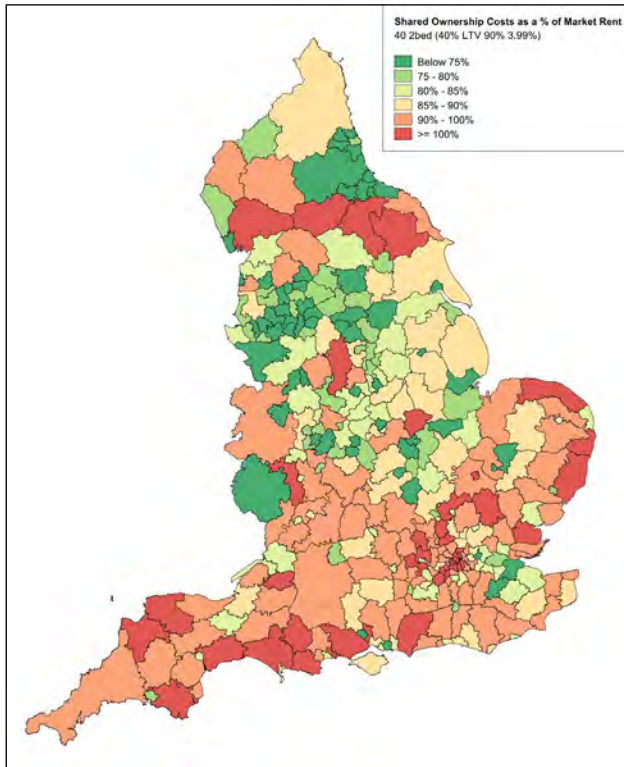 Shared Ownership Costs as a % of Market Rent
40 2bed (40% LTV 90% 3.99%)
Below 75%
75 - 80%
80% - 85%
85% - 90%
90% - 100%
>= 100%